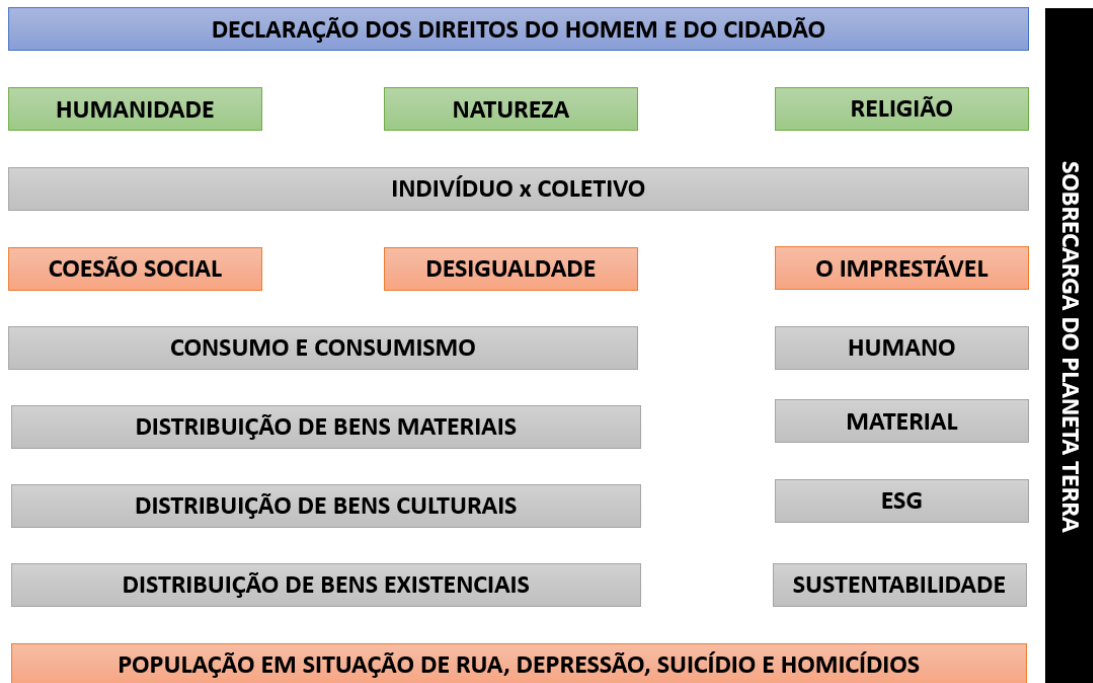 DECLARAÇÃO DOS DIREITOS DO HOMEM E DO CIDADÃO
HUMANIDADE
NATUREZA
RELIGIÃO
INDIVÍDUO x COLETIVO
COESÃO SOCIAL
DESIGUALDADE
O IMPRESTÁVEL
CONSUMO E CONSUMISMO
HUMANO
DISTRIBUIÇÃO DE BENS MATERIAIS
MATERIAL
DISTRIBUIÇÃO DE BENS CULTURAIS
ESG
DISTRIBUIÇÃO DE BENS EXISTENCIAIS
SUSTENTABILIDADE
POPULAÇÃO EM SITUAÇÃO DE RUA, DEPRESSÃO, SUICÍDIO E HOMICÍDIOS
SOBRECARGA DO PLANETA TERRA